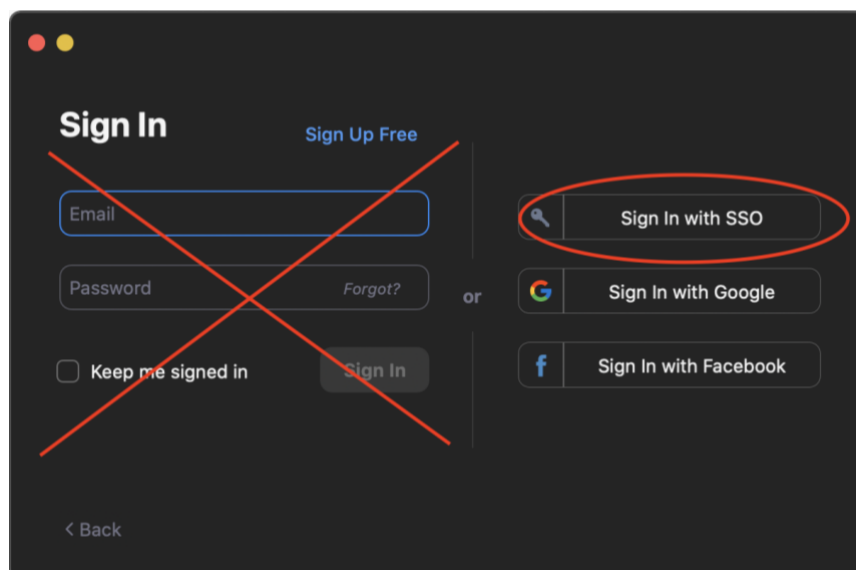 Sign In
Sign Up Free
Email
Password
Forgot?
Keep me signed in
Sign In
or
Sign In with SSO
Sign In with Google
Sign In with Facebook
< Back